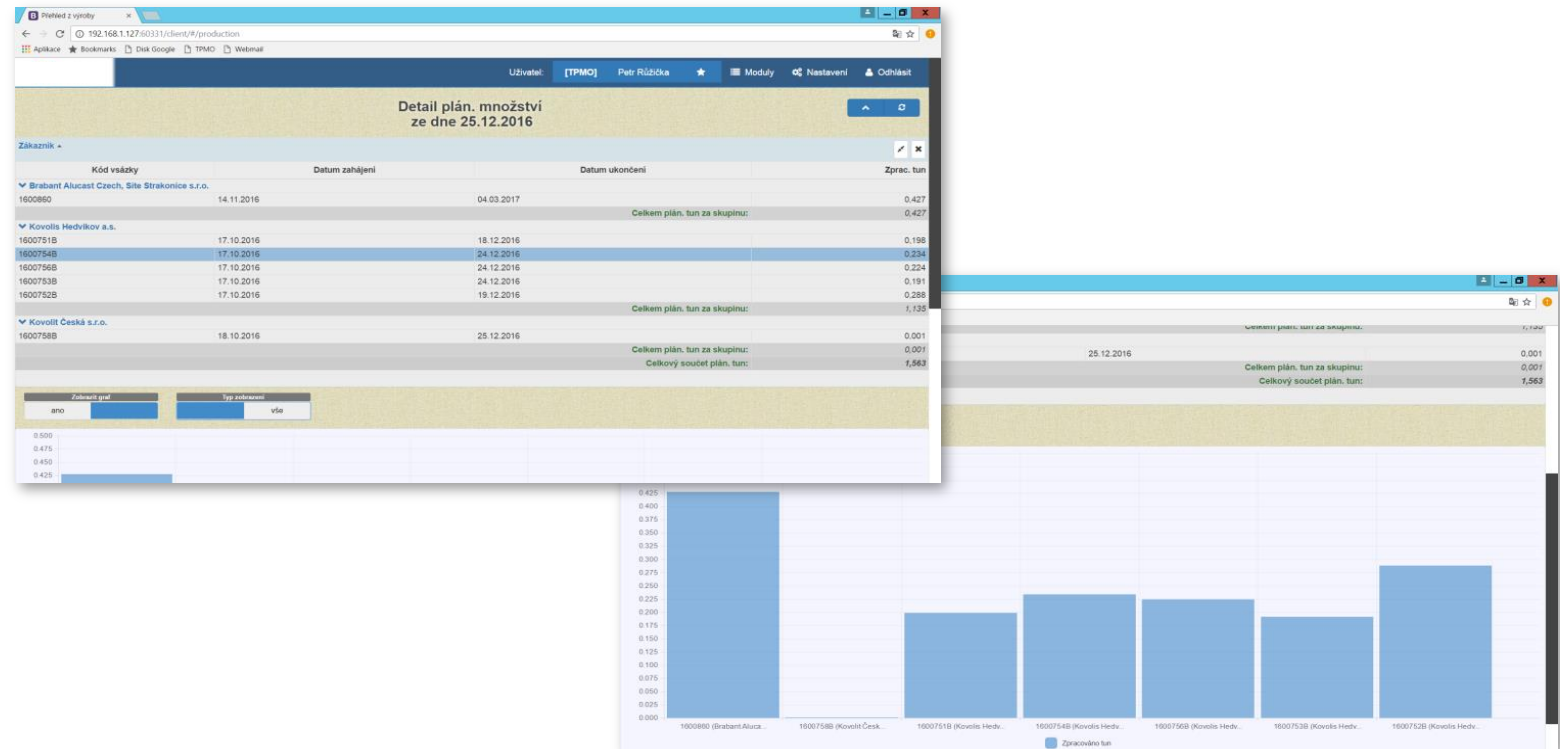 Přehled z výroby
192.168.1.127:60331/client/#/production
Aplikace Bookmarks Disk Google TPMO Webmail
Uživatel: [TPMO] Petr Růžička Moduly Nastavení Odhlásit
Detail plán. množství
ze dne 25.12.2016
Zákazník
Kód vsázky Datum zahájení Datum ukončení Zprac. tun
Brabant Alucast Czech, Site Strakonice s.r.o.
1600860 14.11.2016 04.03.2017 0,427
Celkem plán. tun za skupinu: 0,427
Kovolis Hedvikov a.s.
1600751B 17.10.2016 18.12.2016 0,198
1600754B 17.10.2016 24.12.2016 0,234
1600756B 17.10.2016 24.12.2016 0,224
1600753B 17.10.2016 24.12.2016 0,191
1600752B 17.10.2016 19.12.2016 0,288
Celkem plán. tun za skupinu: 1,135
Kovolit Česká s.r.o.
1600758B 18.10.2016 25.12.2016 0,001
Celkem plán. tun za skupinu: 0,001
Celkový součet plán. tun: 1,563
Zobrazit graf Typ zobrazení
ano vše
0.500
0.475
0.450
0.425
Celkem plán. tun za skupinu: 1,135
25.12.2016 0,001
Celkem plán. tun za skupinu: 0,001
Celkový součet plán. tun: 1,563
0.425
0.400
0.375
0.350
0.325
0.300
0.275
0.250
0.225
0.200
0.175
0.150
0.125
0.100
0.075
0.050
0.025
0.000
1600860 (Brabant Aluca... 1600758B (Kovolit Česk... 1600751B (Kovolis Hedv... 1600754B (Kovolis Hedv... 1600756B (Kovolis Hedv... 1600753B (Kovolis Hedv... 1600752B (Kovolis Hedv...
Zpracováno tun